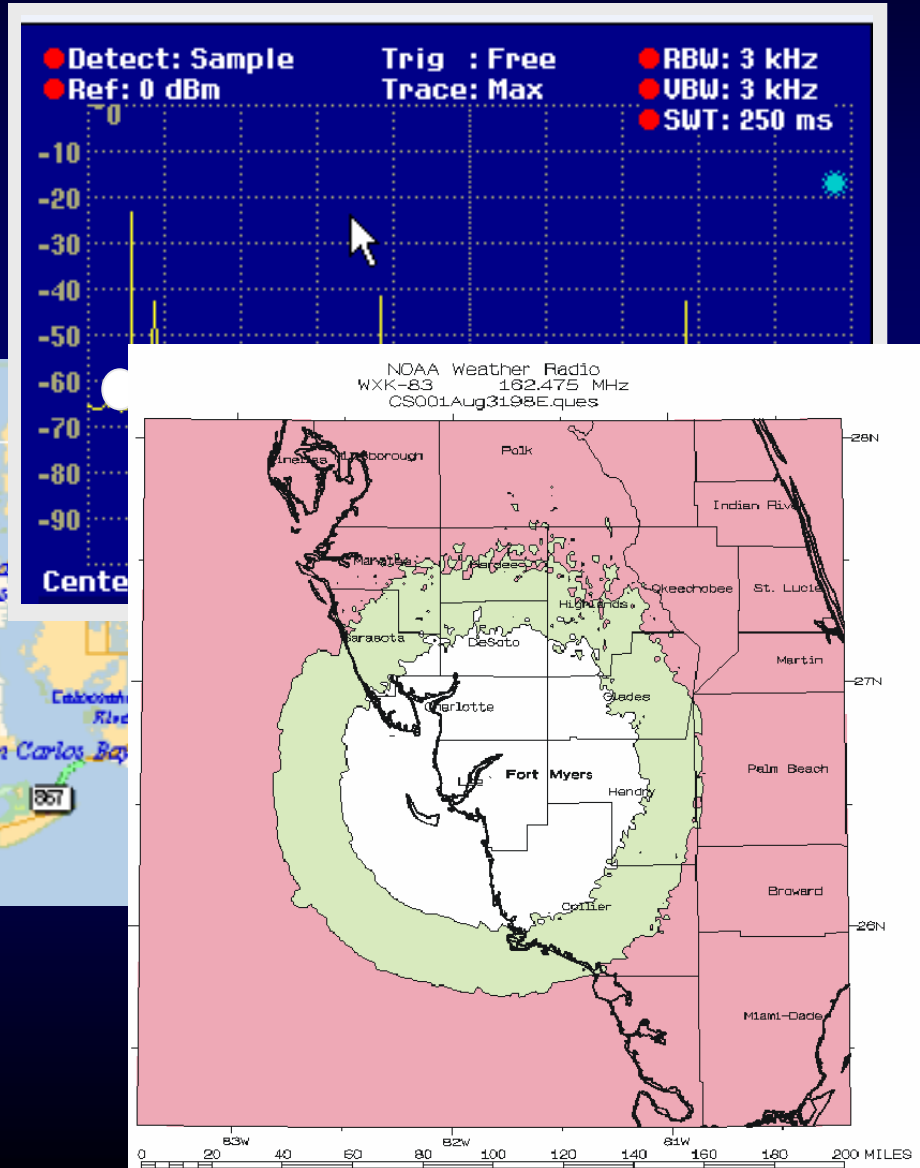 Detect: Sample Trig : Free RBW: 3 kHz
Ref: 0 dBm Trace: Max VBW: 3 kHz
SWT: 250 ms
0
-10
-20
-30
-40
-50
-60
-70
-80
-90
Cente
Carlos Bay
867
NOAA Weather Radio
WXK-83 162.475 MHz
CS001Aug3198E.ques
28N
Polk
Indian Riv
Manatee
Hardee
Okeechobee
St. Lucie
Highlands
Sarasota
DeSoto
Martin
27N
Glades
Charlotte
Palm Beach
Fort Myers
Lee
Hendry
Broward
Collier
26N
Miami-Dade
83W 82W 81W
0 20 40 60 80 100 120 140 160 180 200 MILES